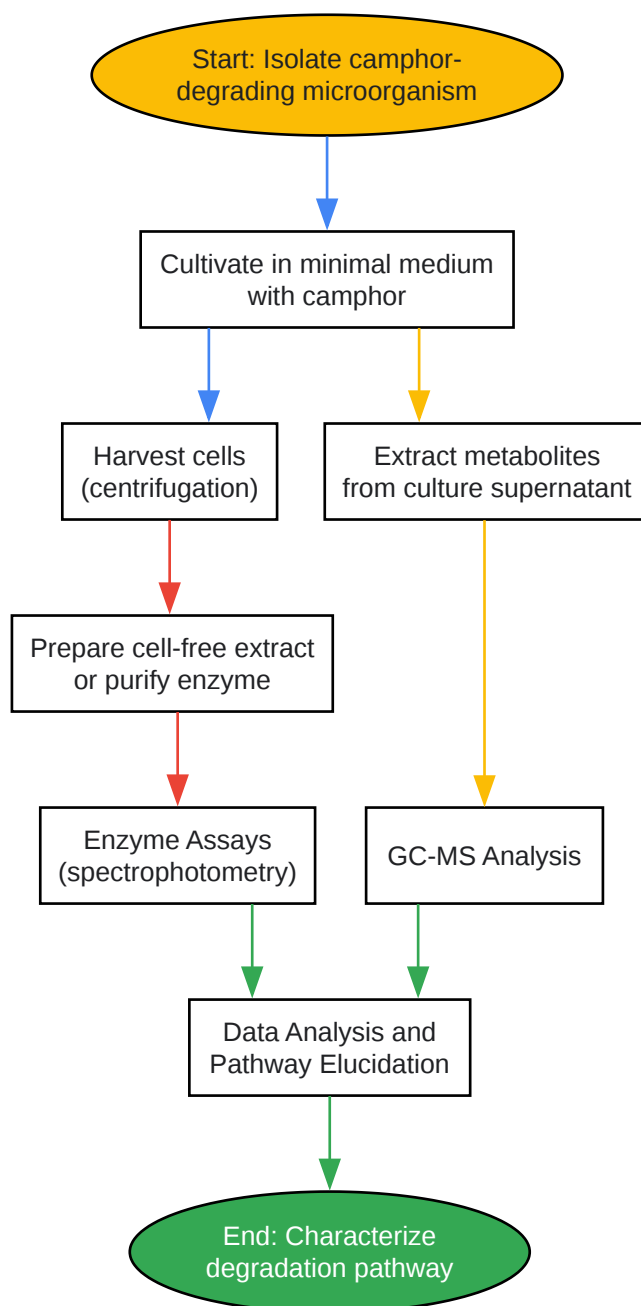 Start: Isolate camphor-
degrading microorganism
Cultivate in minimal medium
with camphor
Harvest cells
(centrifugation)
Extract metabolites
from culture supernatant
Prepare cell-free extract
or purify enzyme
Enzyme Assays
(spectrophotometry)
GC-MS Analysis
Data Analysis and
Pathway Elucidation
End: Characterize
degradation pathway